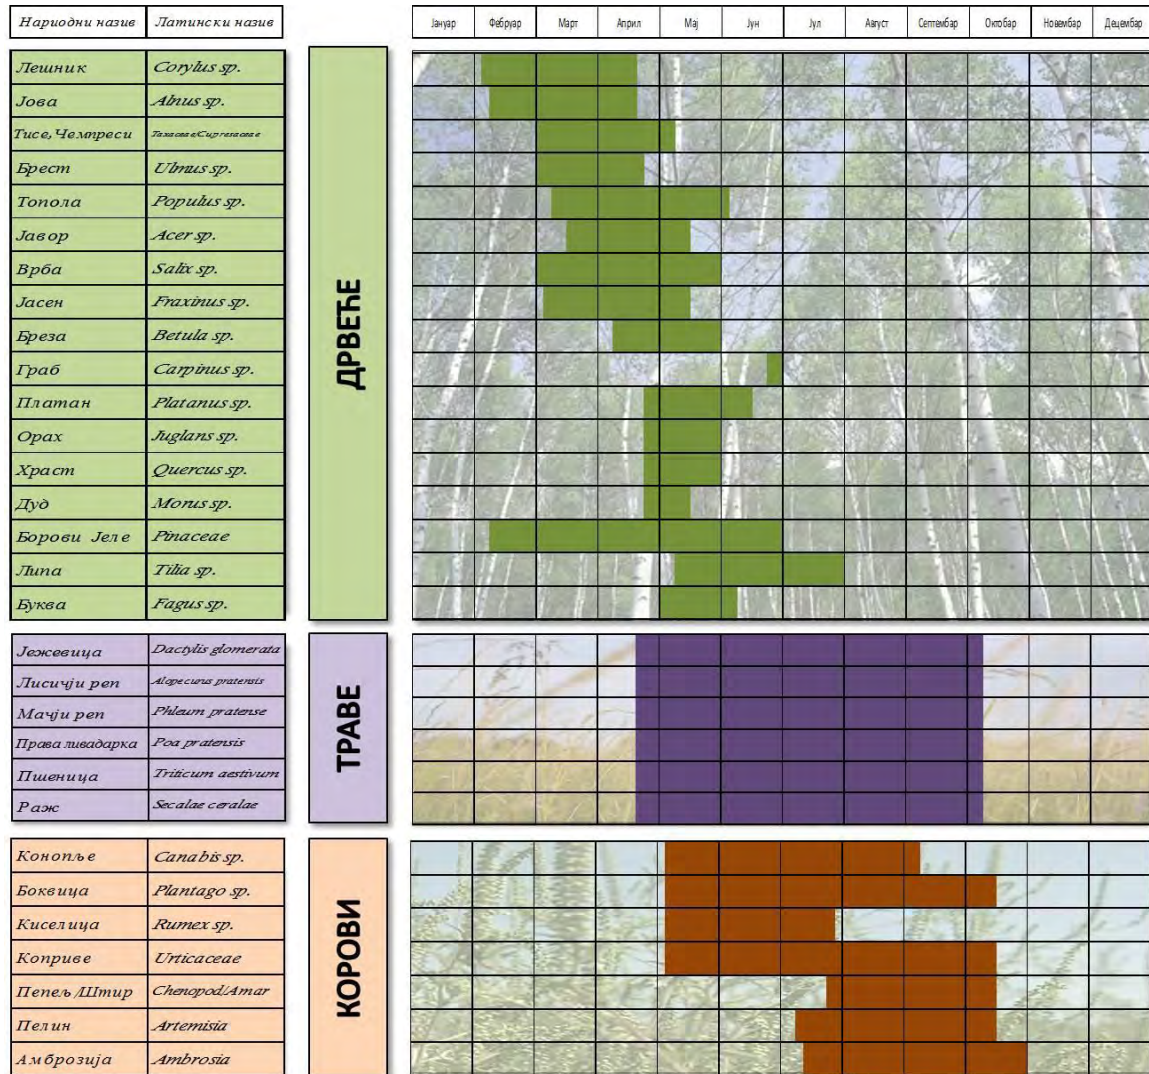 Нариодни назив Латински назив Јануар Фебруар Март Април Мај Јун Јул Август Септембар Октобар Новембар Децембар
Лешник Corylus sp.
Јова Alnus sp.
Тисе, Чемпреси Taxaceae/Cupressaceae
Брест Ulmus sp.
Топола Populus sp.
Јавор Acer sp.
Врба Salix sp.
Јасен Fraxinus sp.
Бреза Betula sp.
Граб Carpinus sp.
Платан Platanus sp.
Орах Juglans sp.
Храст Quercus sp.
Дуд Morus sp.
Борови Јеле Pinaceae
Липа Tilia sp.
Буква Fagus sp.
ДРВЕЋЕ
Јежевица Dactylis glomerata
Лисичји реп Alopecurus pratensis
Мачји реп Phleum pratense
Права ливадарка Poa pratensis
Пшеница Triticum aestivum
Раж Secalae ceralae
ТРАВЕ
Конопље Canabis sp.
Боквица Plantago sp.
Киселица Rumex sp.
Коприве Urticaceae
Пепељ/Штир Chenopod/Amar
Пелин Artemisia
Амброзија Ambrosia
КОРОВИ